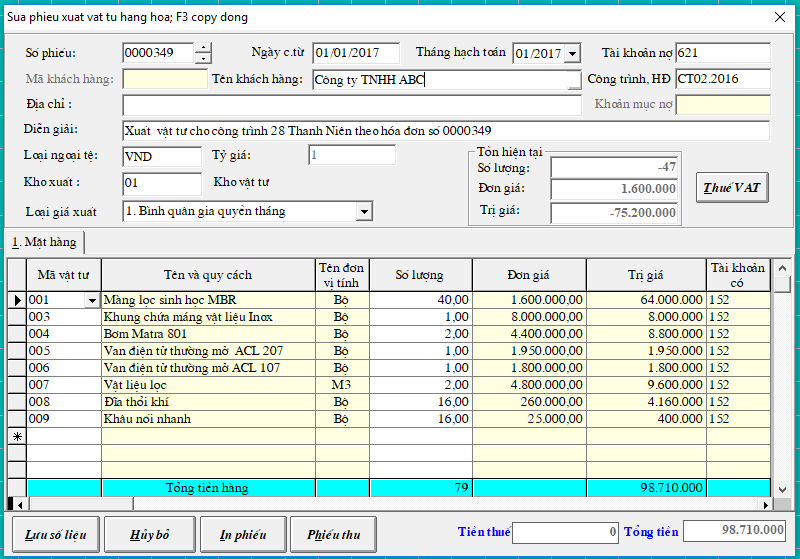 Sua phieu xuat vat tu hang hoa; F3 copy dong
Số phiếu: 0000349 Ngày c.từ 01/01/2017 Tháng hạch toán 01/2017 Tài khoản nợ 621
Mã khách hàng: Tên khách hàng: Công ty TNHH ABC Công trình, HĐ CT02.2016
Địa chỉ : Khoản mục nợ
Diễn giải: Xuất vật tư cho công trình 28 Thanh Niên theo hóa đơn số 0000349
Loại ngoại tệ: VND Tỷ giá: 1
Tồn hiện tại
Số lượng: -47
Kho xuất : 01 Kho vật tư Đơn giá: 1.600.000 Thuế VAT
Loại giá xuất 1. Bình quân gia quyền tháng Trị giá: -75.200.000
1. Mặt hàng
Mã vật tư Tên và quy cách Tên đơn vị tính Số lượng Đơn giá Trị giá Tài khoản có
001 Màng lọc sinh học MBR Bộ 40,00 1.600.000,00 64.000.000 152
003 Khung chứa máng vật liệu Inox Bộ 1,00 8.000.000,00 8.000.000 152
004 Bơm Matra 801 Bộ 2,00 4.400.000,00 8.800.000 152
005 Van điện từ thường mở ACL 207 Bộ 1,00 1.950.000,00 1.950.000 152
006 Van điện từ thường mở ACL 107 Bộ 1,00 1.800.000,00 1.800.000 152
007 Vật liệu lọc M3 2,00 4.800.000,00 9.600.000 152
008 Đĩa thổi khí Bộ 16,00 260.000,00 4.160.000 152
009 Khâu nối nhanh Bộ 16,00 25.000,00 400.000 152
Tổng tiền hàng 79 98.710.000
Lưu số liệu Hủy bỏ In phiếu Phiếu thu Tiền thuế 0 Tổng tiền 98.710.000